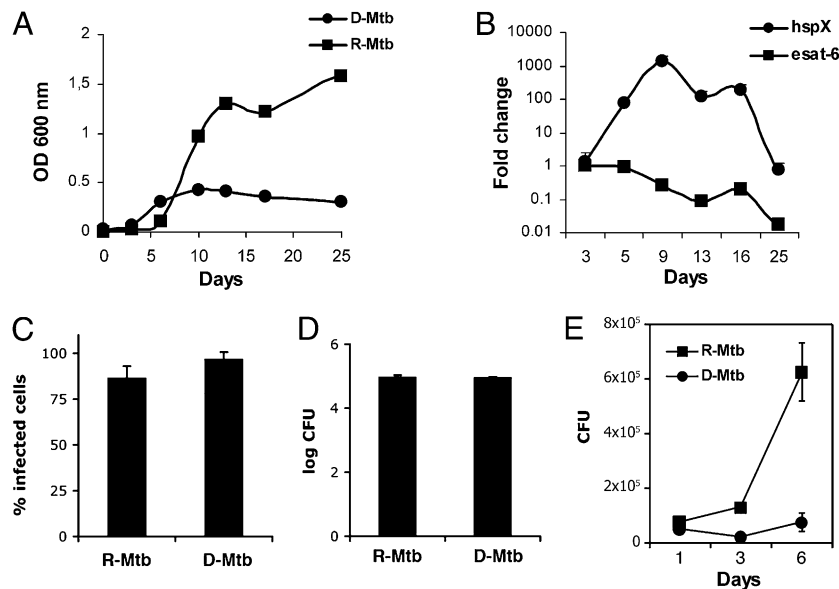 A
D-Mtb
R-Mtb
2
1,5
1
0.5
0
OD 600 nm
0 5 10 15 20 25
Days
B
hspX
esat-6
10000
1000
100
10
1
0.1
0.01
Fold change
3 5 9 13 16 25
Days
C
100
75
50
25
0
% infected cells
R-Mtb D-Mtb
D
6
4
2
0
log CFU
R-Mtb D-Mtb
E
R-Mtb
D-Mtb
8x10⁵
6x10⁵
4x10⁵
2x10⁵
0
CFU
1 3 6
Days